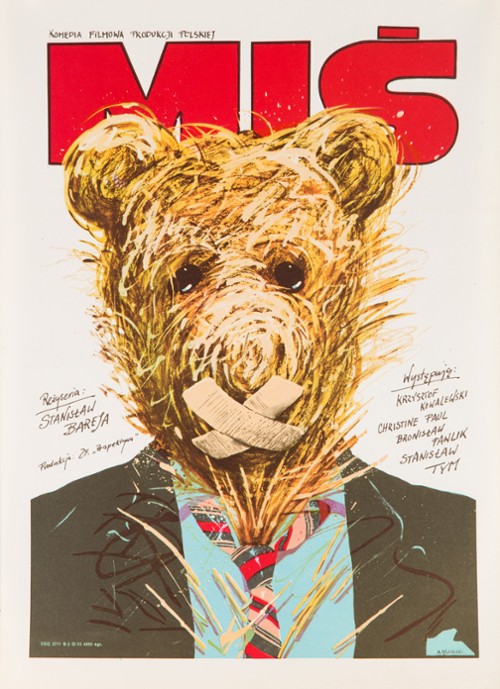 KOMEDIA FILMOWA PRODUKCJI POLSKIEJ
MIŚ
Reżyseria:
STANISŁAW
BAREJA
Produkcja: ZF. „Perspektywa"
Występują:
KRZYSZTOF
KOWALEWSKI
CHRISTINE PAUL
BRONISŁAW
PAWLIK
STANISŁAW
TYM